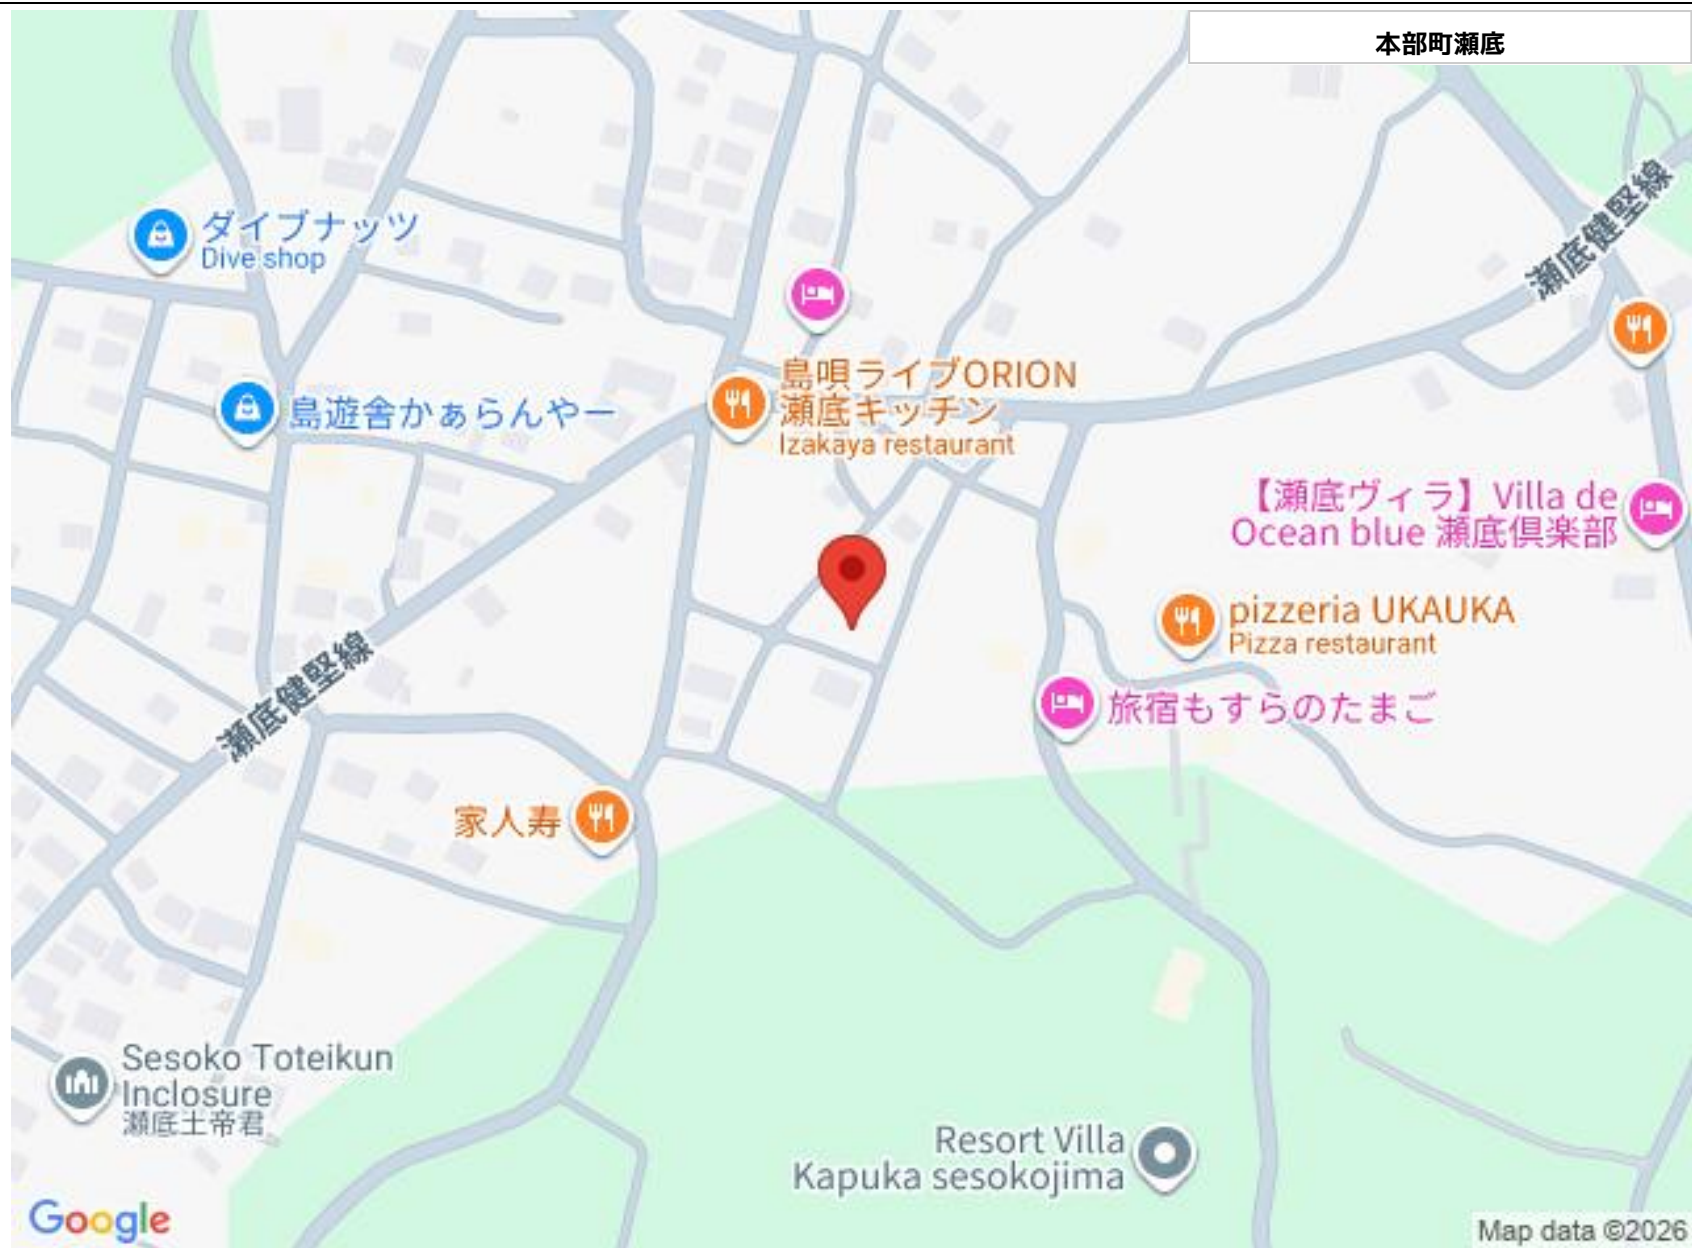 本部町瀬底
瀬底健堅線
ダイブナッツ
Dive shop
島唄ライブORION
瀬底キッチン
Izakaya restaurant
島遊舎かぁらんやー
【瀬底ヴィラ】Villa de
Ocean blue 瀬底倶楽部
pizzeria UKAUKA
Pizza restaurant
旅宿もすらのたまご
瀬底健堅線
家人寿
Sesoko Toteikun
Inclosure
瀬底土帝君
Resort Villa
Kapuka sesokojima
Google
Map data ©2026